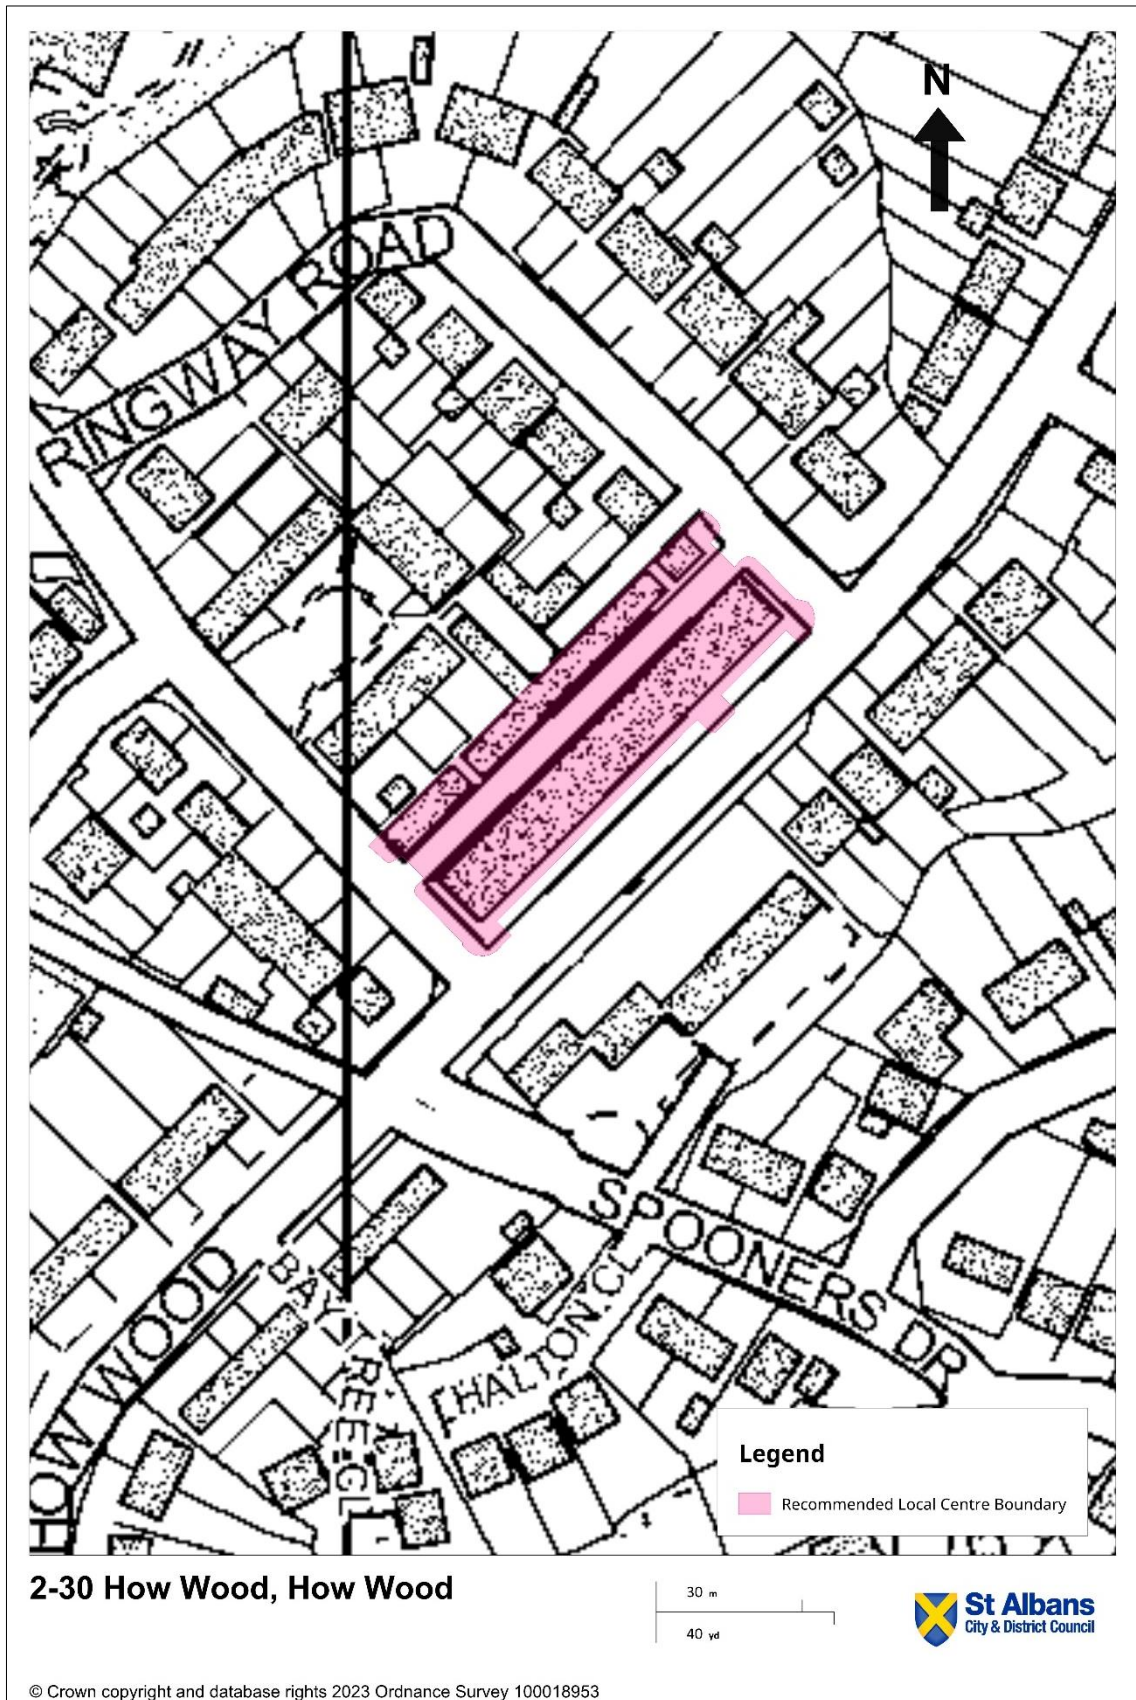 N
RINGWAY ROAD
SPOONERS DR
HALTON CL
BAY TREE CL
HOW WOOD
Legend
Recommended Local Centre Boundary
2-30 How Wood, How Wood
30 m
40 yd
St Albans
City & District Council
© Crown copyright and database rights 2023 Ordnance Survey 100018953